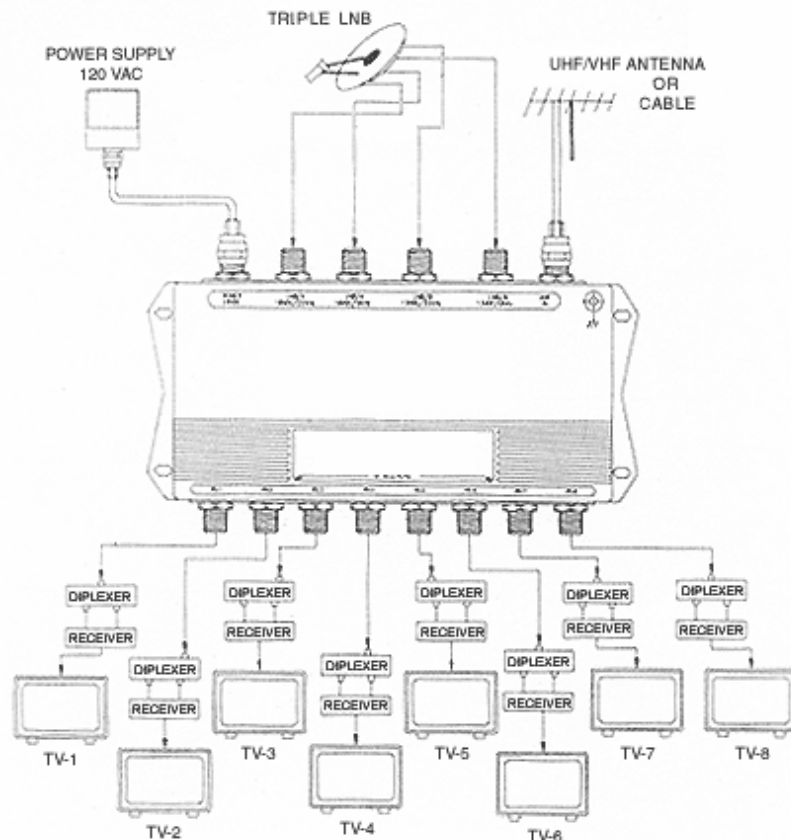 TRIPLE LNB
POWER SUPPLY
120 VAC
UHF/VHF ANTENNA
OR
CABLE
DIPLEXER
RECEIVER
TV-1
DIPLEXER
RECEIVER
TV-2
DIPLEXER
RECEIVER
TV-3
DIPLEXER
RECEIVER
TV-4
DIPLEXER
RECEIVER
TV-5
DIPLEXER
RECEIVER
TV-6
DIPLEXER
RECEIVER
TV-7
DIPLEXER
RECEIVER
TV-8